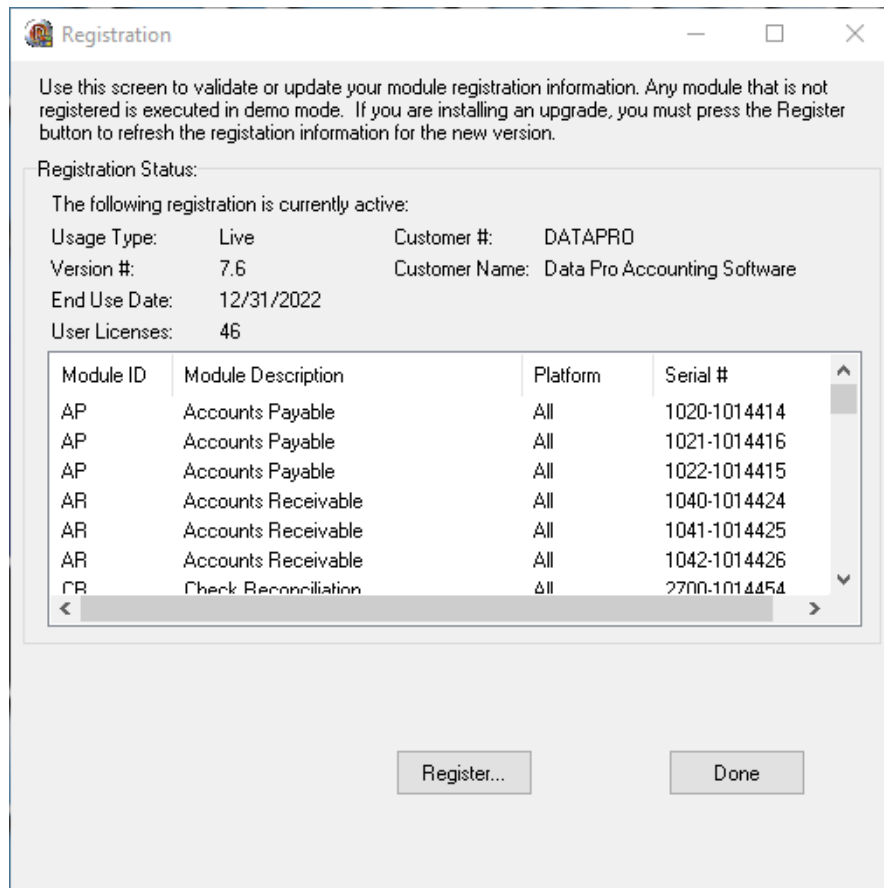 Registration
Use this screen to validate or update your module registration information. Any module that is not
registered is executed in demo mode.  If you are installing an upgrade, you must press the Register
button to refresh the registation information for the new version.
Registration Status:
The following registration is currently active:
Usage Type: Live Customer #: DATAPRO
Version #: 7.6 Customer Name: Data Pro Accounting Software
End Use Date: 12/31/2022
User Licenses: 46
Module ID Module Description Platform Serial #
AP Accounts Payable All 1020-1014414
AP Accounts Payable All 1021-1014416
AP Accounts Payable All 1022-1014415
AR Accounts Receivable All 1040-1014424
AR Accounts Receivable All 1041-1014425
AR Accounts Receivable All 1042-1014426
CR Check Reconciliation All 2700-1014454
Register... Done